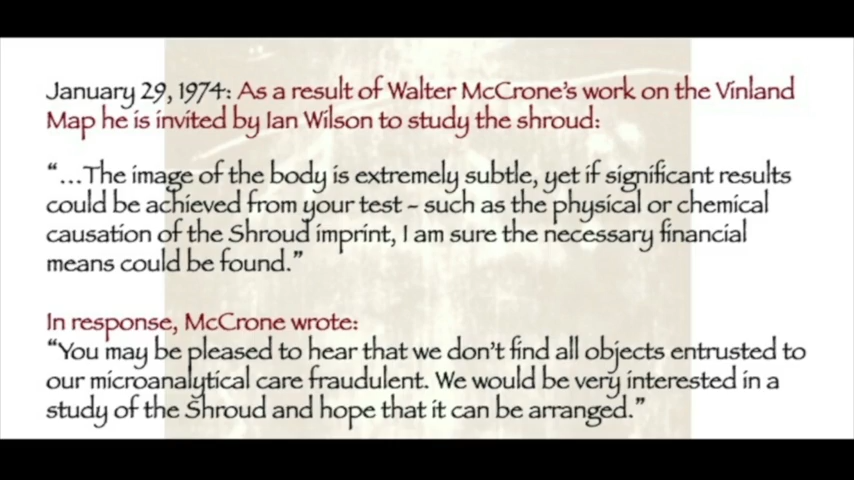 January 29, 1974: As a result of Walter McCrone's work on the Vinland
Map he is invited by Ian Wilson to study the shroud:
"...The image of the body is extremely subtle, yet if significant results
could be achieved from your test – such as the physical or chemical
causation of the Shroud imprint, I am sure the necessary financial
means could be found."
In response, McCrone wrote:
"You may be pleased to hear that we don't find all objects entrusted to
our microanalytical care fraudulent. We would be very interested in a
study of the Shroud and hope that it can be arranged."